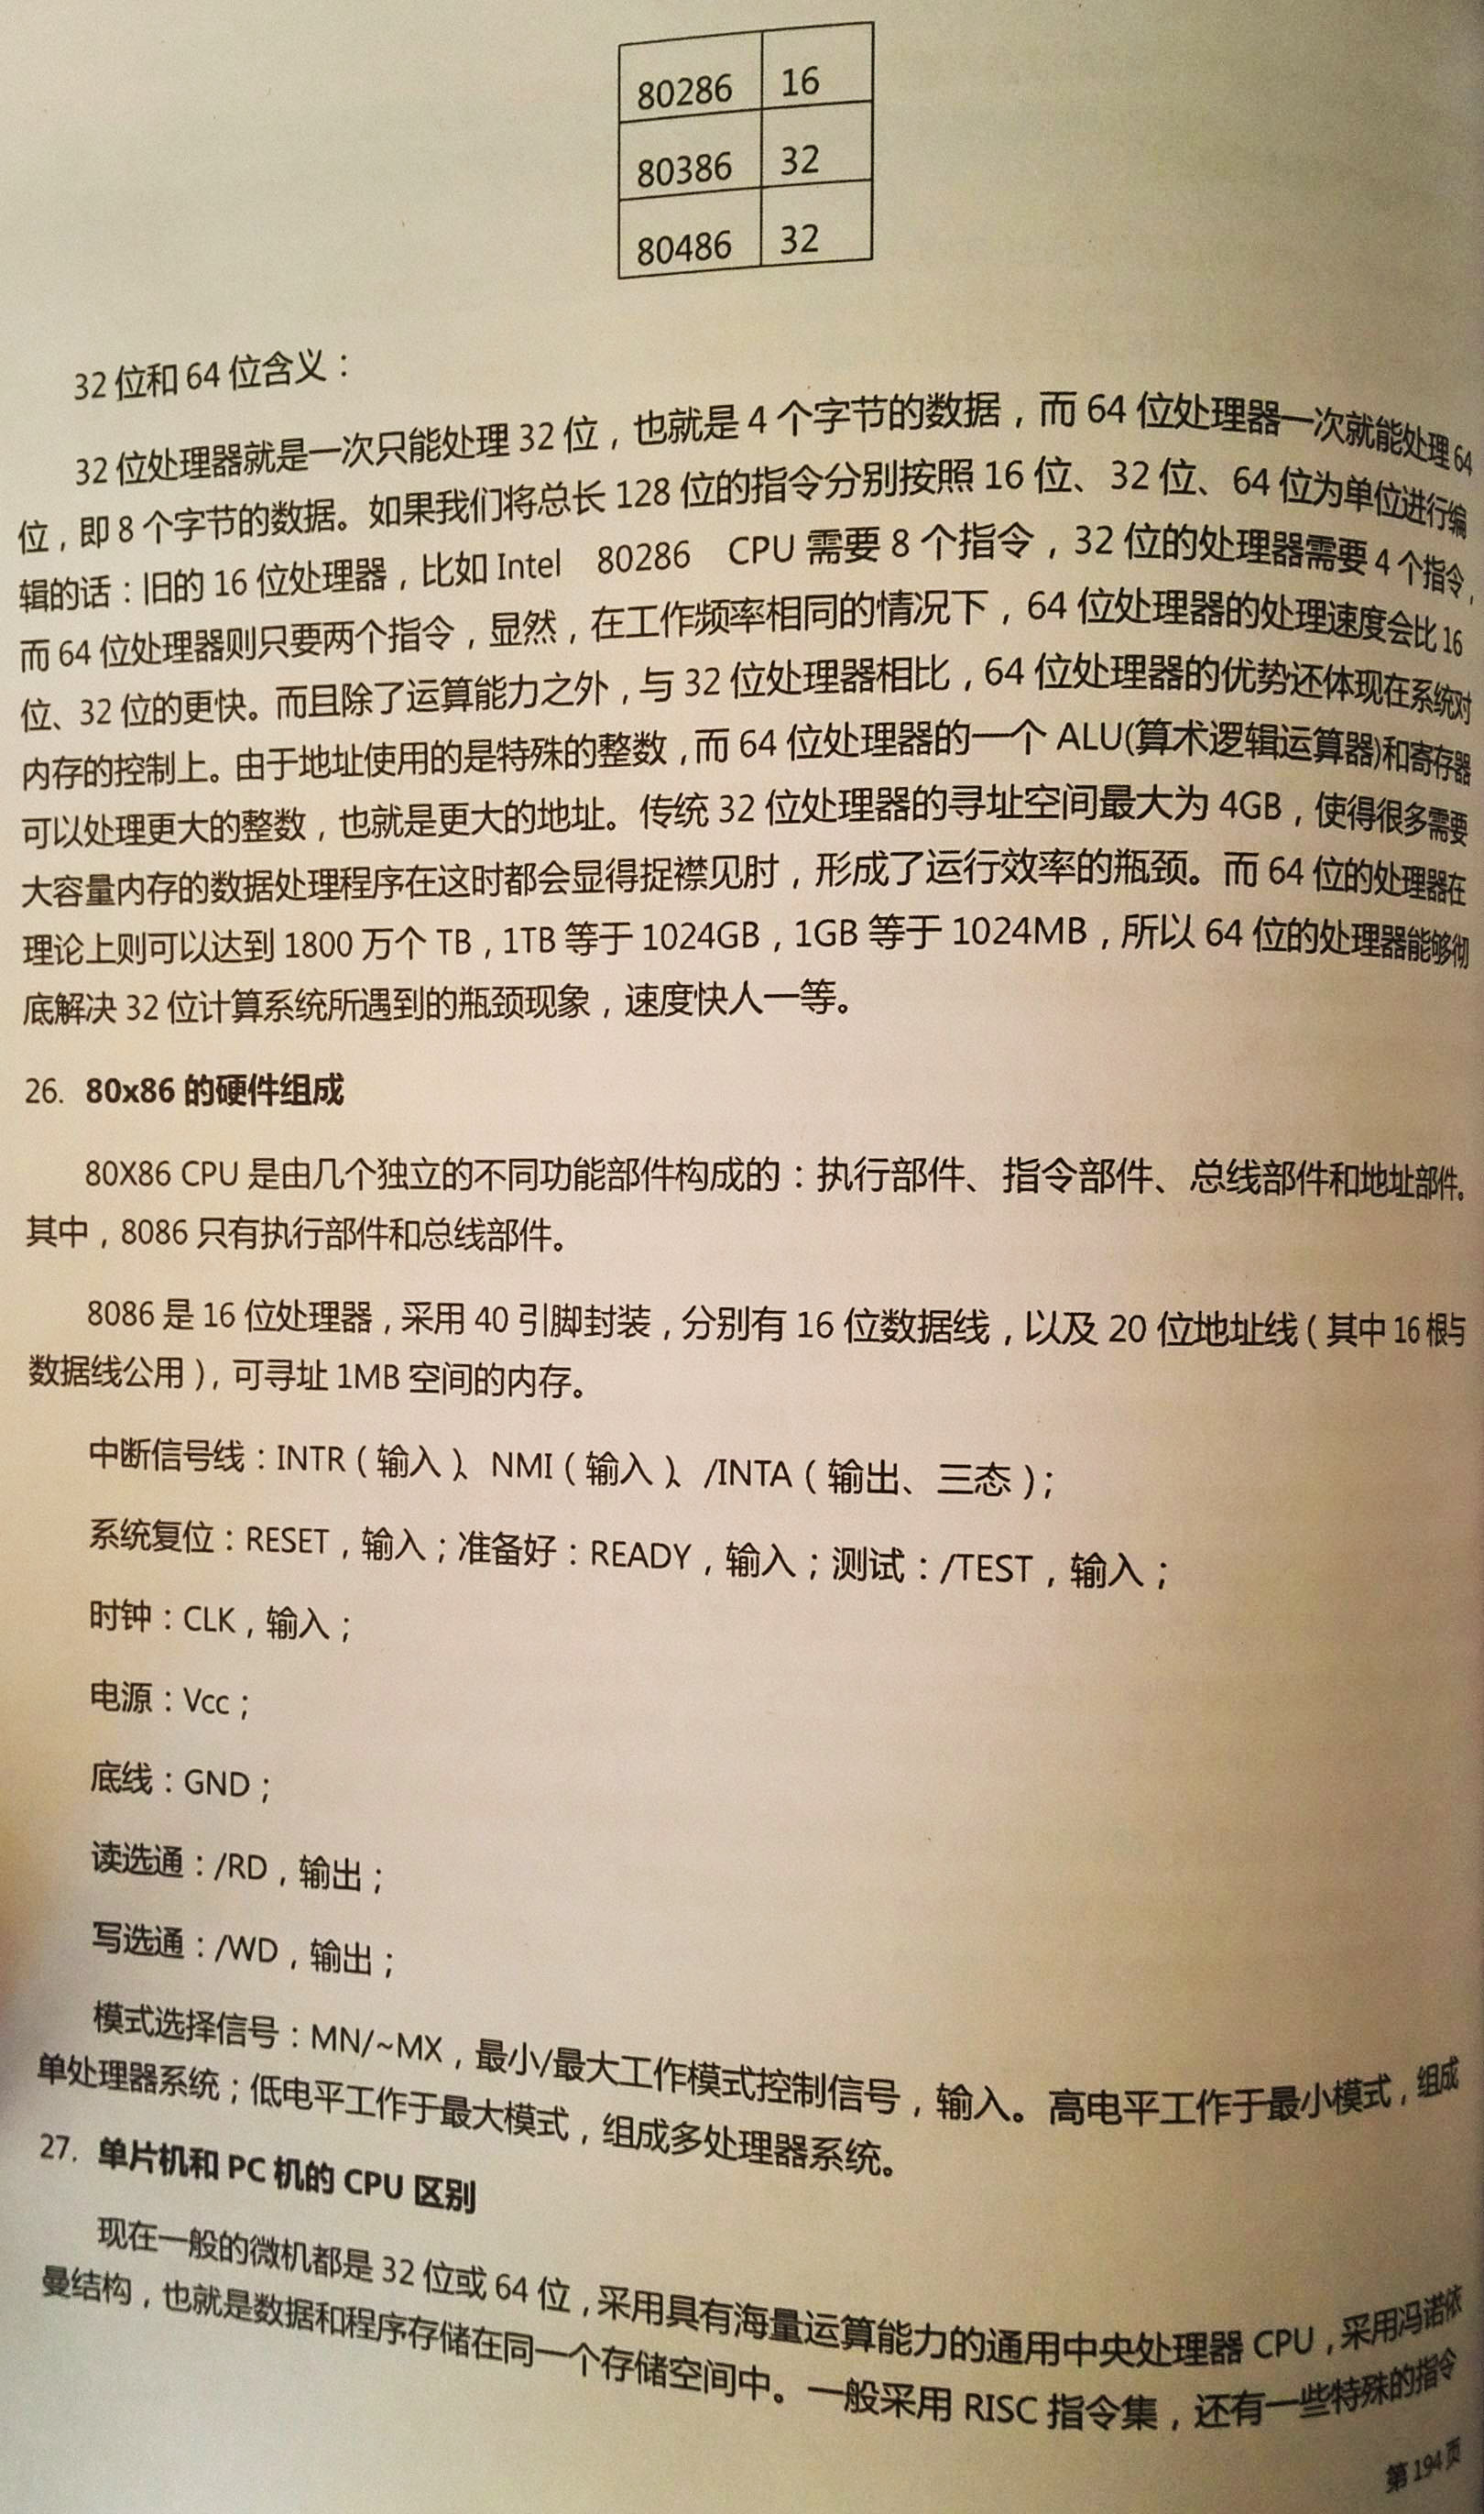 80286 16
80386 32
80486 32
32 位和 64 位含义：
32 位处理器就是一次只能处理 32 位，也就是 4 个字节的数据，而 64 位处理器一次就能处理 64
位，即 8 个字节的数据。如果我们将总长 128 位的指令分别按照 16 位、32 位、64 位为单位进行编
辑的话：旧的 16 位处理器，比如 Intel 80286 CPU 需要 8 个指令，32 位的处理器需要 4 个指令，
而 64 位处理器则只要两个指令，显然，在工作频率相同的情况下，64 位处理器的处理速度会比 16
位、32 位的更快。而且除了运算能力之外，与 32 位处理器相比，64 位处理器的优势还体现在系统对
内存的控制上。由于地址使用的是特殊的整数，而 64 位处理器的一个 ALU(算术逻辑运算器)和寄存器
可以处理更大的整数，也就是更大的地址。传统 32 位处理器的寻址空间最大为 4GB，使得很多需要
大容量内存的数据处理程序在这时都会显得捉襟见肘，形成了运行效率的瓶颈。而 64 位的处理器在
理论上则可以达到 1800 万个 TB，1TB 等于 1024GB，1GB 等于 1024MB，所以 64 位的处理器能够彻
底解决 32 位计算系统所遇到的瓶颈现象，速度快人一等。
26. 80x86 的硬件组成
80X86 CPU 是由几个独立的不同功能部件构成的：执行部件、指令部件、总线部件和地址部件。
其中，8086 只有执行部件和总线部件。
8086 是 16 位处理器，采用 40 引脚封装，分别有 16 位数据线，以及 20 位地址线（其中 16 根与
数据线公用），可寻址 1MB 空间的内存。
中断信号线：INTR（输入）、NMI（输入）、/INTA（输出、三态）；
系统复位：RESET，输入；准备好：READY，输入；测试：/TEST，输入；
时钟：CLK，输入；
电源：Vcc；
底线：GND；
读选通：/RD，输出；
写选通：/WD，输出；
模式选择信号：MN/~MX，最小/最大工作模式控制信号，输入。高电平工作于最小模式，组成
单处理器系统；低电平工作于最大模式，组成多处理器系统。
27. 单片机和 PC 机的 CPU 区别
现在一般的微机都是 32 位或 64 位，采用具有海量运算能力的通用中央处理器 CPU，采用冯诺依
曼结构，也就是数据和程序存储在同一个存储空间中。一般采用 RISC 指令集，还有一些特殊的指令
第 194 页